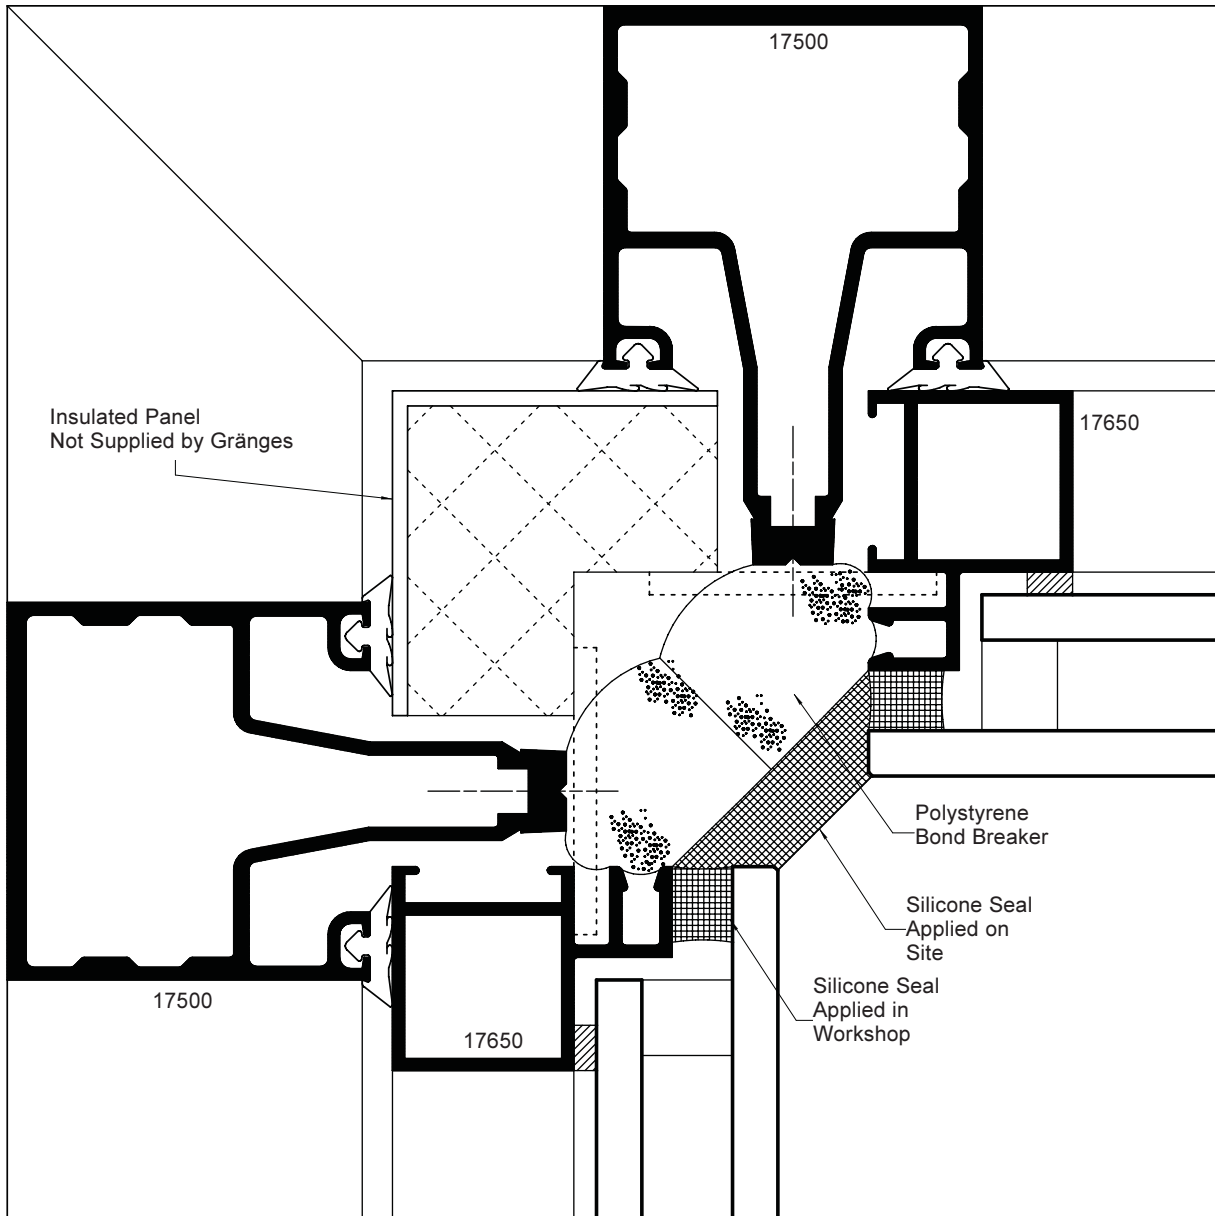 17500
Insulated Panel
Not Supplied by Gränges
17650
Polystyrene
Bond Breaker
Silicone Seal
Applied on
Site
Silicone Seal
Applied in
Workshop
17500
17650